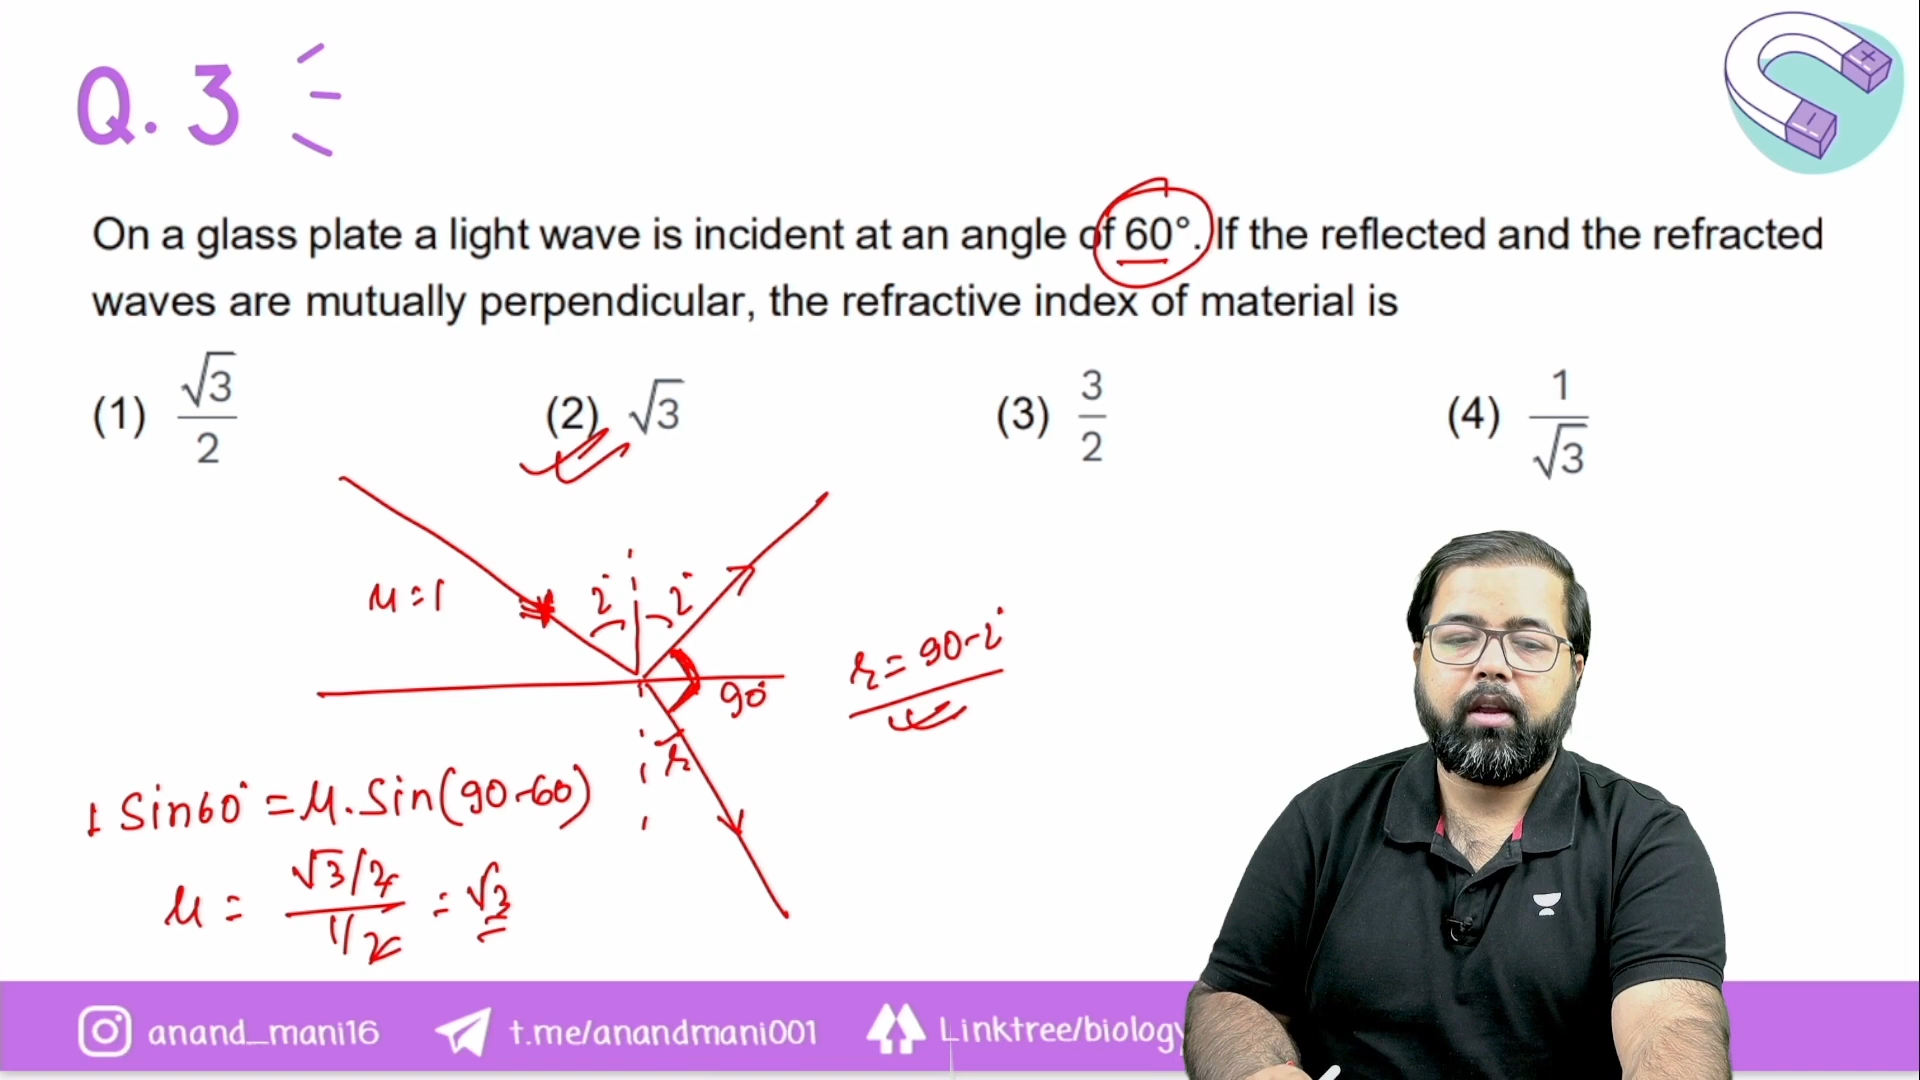 Q. 3
On a glass plate a light wave is incident at an angle of 60°. If the reflected and the refracted
waves are mutually perpendicular, the refractive index of material is
(1) √3/2 (2) √3 (3) 3/2 (4) 1/√3
μ=1
i i
90°
r = 90-i
r
1 Sin60° = μ. Sin(90-60)
μ = (√3/2)/(1/2) = √3
anand_mani16 t.me/anandmani001 Linktree/biology